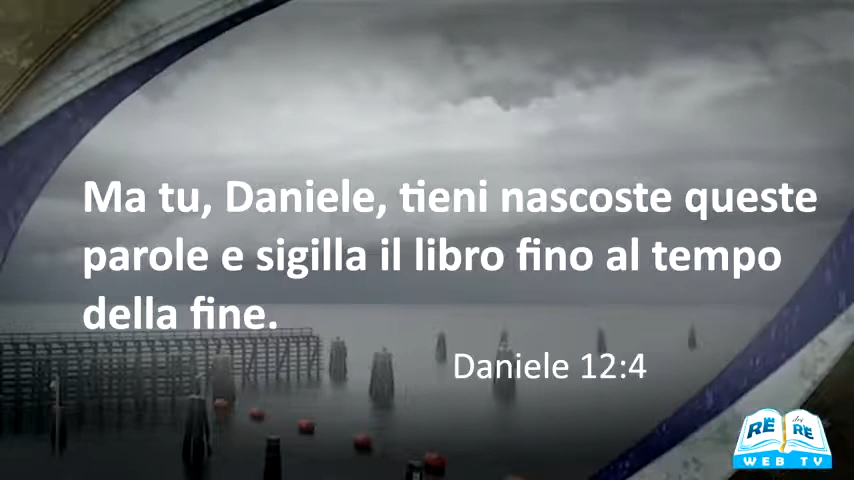 Ma tu, Daniele, tieni nascoste queste
parole e sigilla il libro fino al tempo
della fine.
Daniele 12:4
RE dei RE
WEB TV